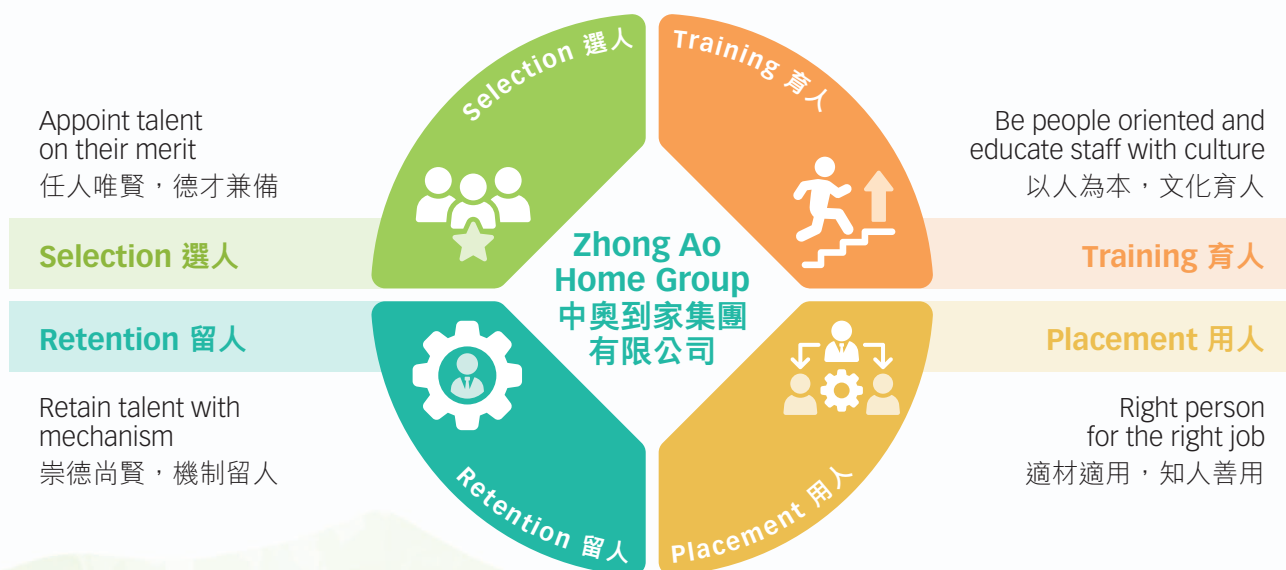 Selection 選人
Training 育人
Appoint talent
on their merit
任人唯賢，德才兼備
Selection 選人
Be people oriented and
educate staff with culture
以人為本，文化育人
Training 育人
Zhong Ao
Home Group
中奧到家集團
有限公司
Retention 留人
Retain talent with
mechanism
崇德尚賢，機制留人
Placement 用人
Right person
for the right job
適材適用，知人善用
Retention 留人
Placement 用人